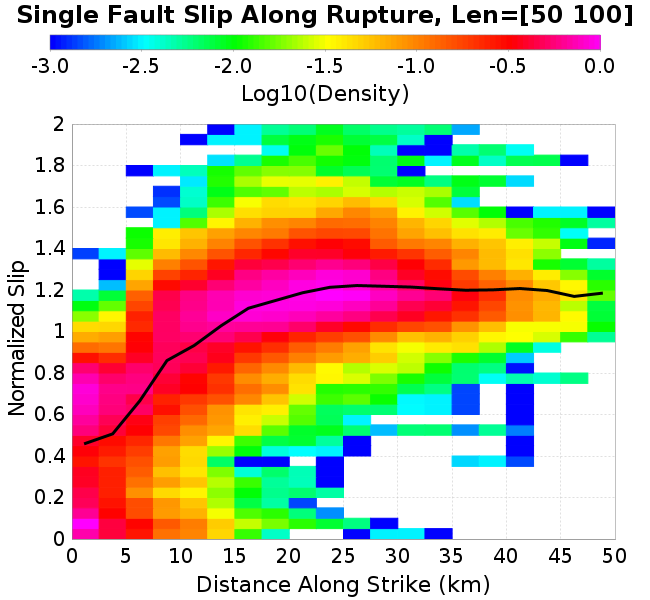 Single Fault Slip Along Rupture, Len=[50 100]
-3.0 -2.5 -2.0 -1.5 -1.0 -0.5 0.0
Log10(Density)
Normalized Slip
2
1.8
1.6
1.4
1.2
1
0.8
0.6
0.4
0.2
0
0 5 10 15 20 25 30 35 40 45 50
Distance Along Strike (km)